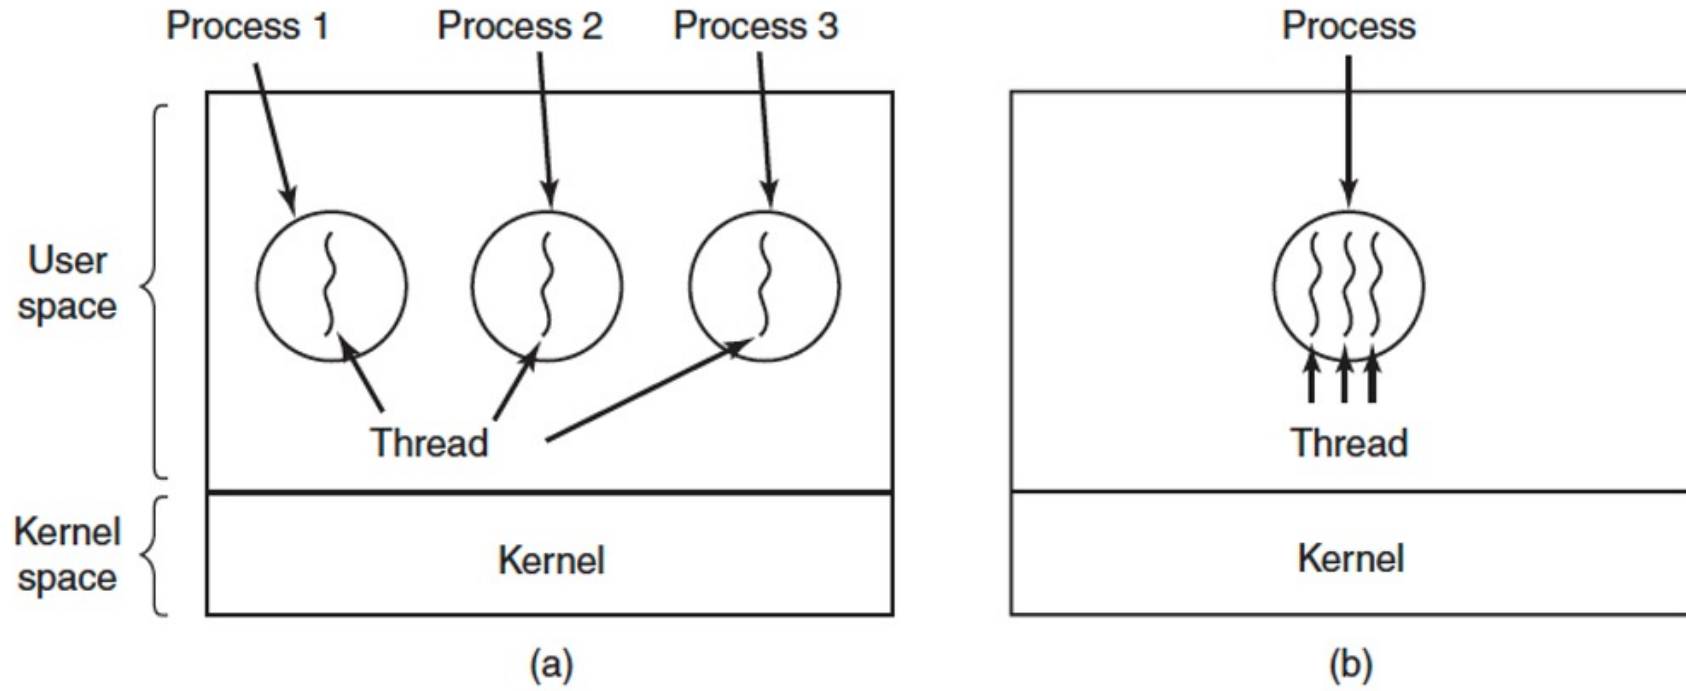 Process 1
Process 2
Process 3
Process
User
space
Thread
Thread
Kernel
space
Kernel
Kernel
(a)
(b)